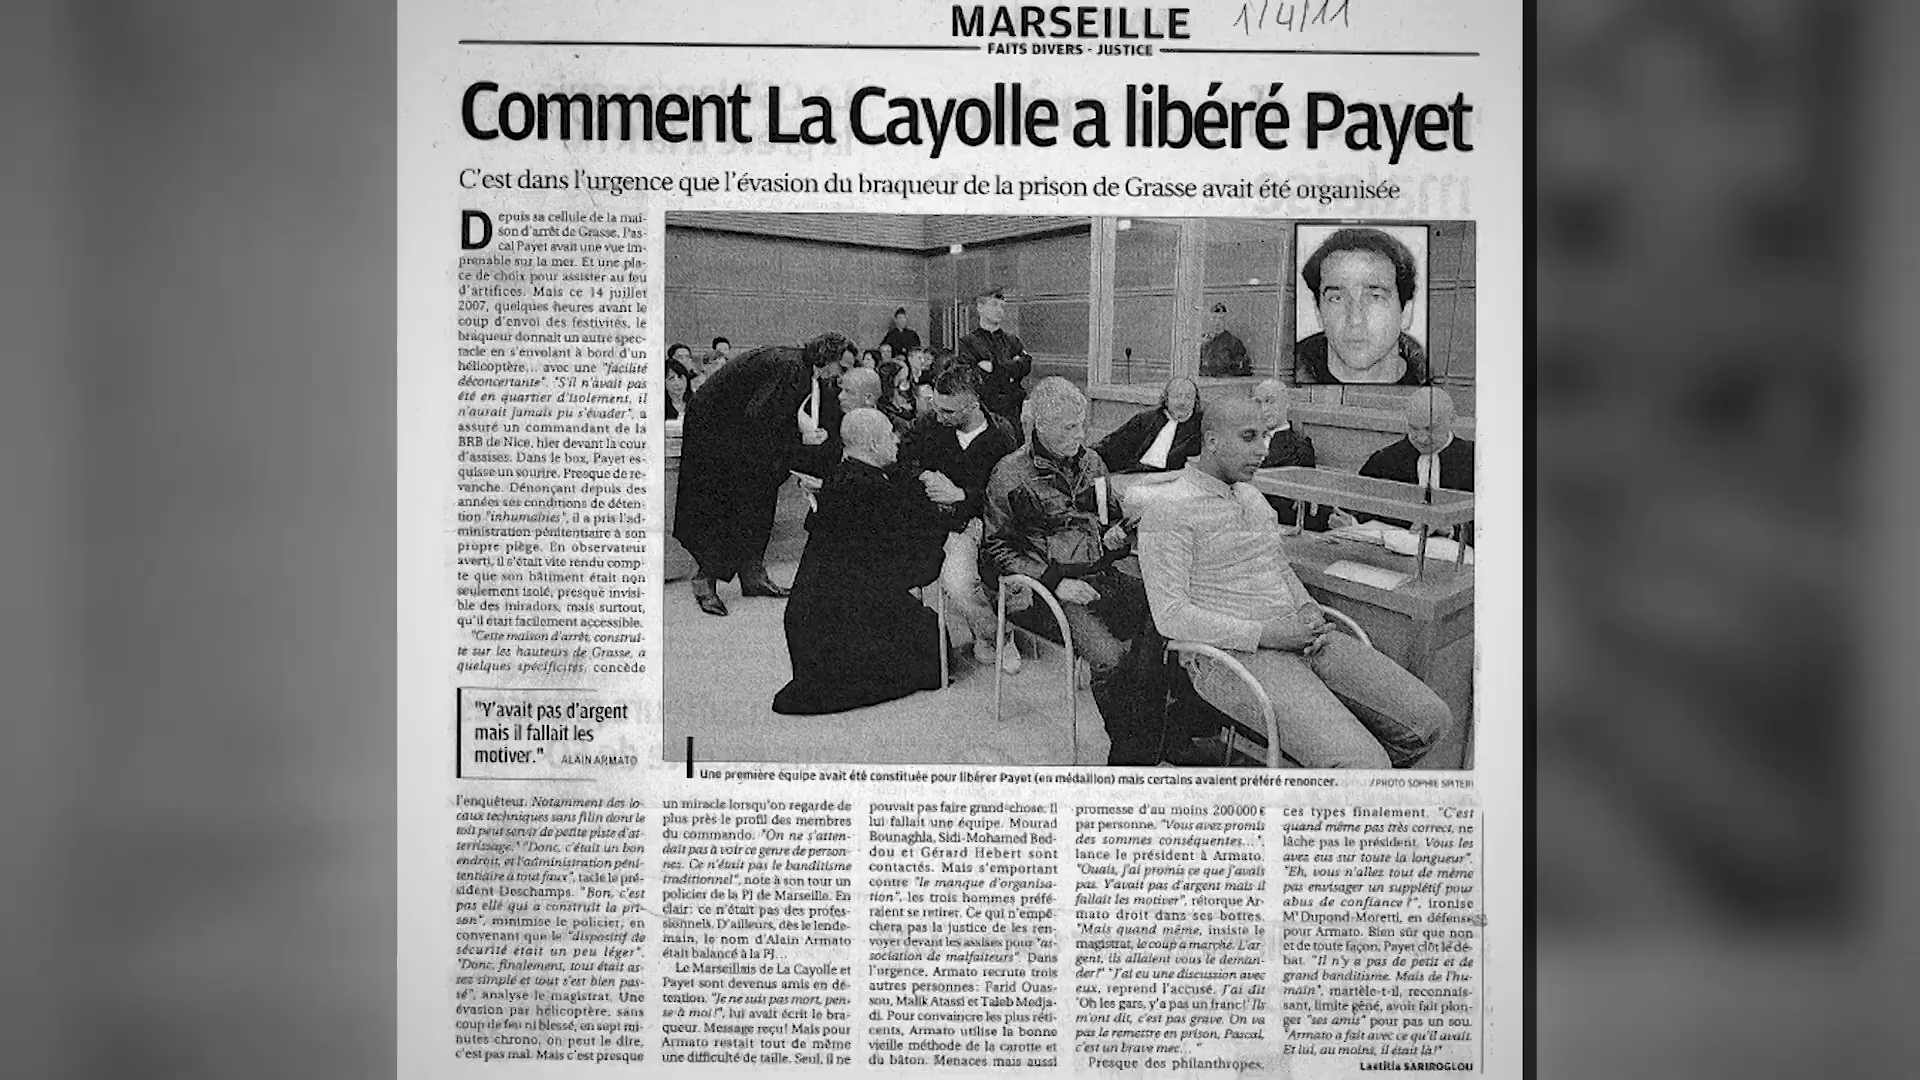 MARSEILLE
1/4/11
FAITS DIVERS - JUSTICE
Comment La Cayolle a libéré Payet
C'est dans l'urgence que l'évasion du braqueur de la prison de Grasse avait été organisée
Depuis sa cellule de la mai-
son d'arrêt de Grasse, Pas-
cal Payet avait une vue im-
prenable sur la mer. Et une pla-
ce de choix pour assister au feu
d'artifices. Mais ce 14 juillet
2007, quelques heures avant le
coup d'envoi des festivités, le
braqueur donnait un autre spec-
tacle en s'envolant à bord d'un
hélicoptère... avec une "facilité
déconcertante". "S'il n'avait pas
été en quartier d'isolement, il
n'aurait jamais pu s'évader", a
assuré un commandant de la
BRB de Nice, hier devant la cour
d'assises. Dans le box, Payet es-
quisse un sourire. Presque de re-
vanche. Dénonçant depuis des
années ses conditions de déten-
tion "inhumaines", il a pris l'ad-
ministration pénitentiaire à son
propre piège. En observateur
averti, il s'était vite rendu comp-
te que son bâtiment était non
seulement isolé, presque invisi-
ble des miradors, mais surtout,
qu'il était facilement accessible.
"Cette maison d'arrêt, construi-
te sur les hauteurs de Grasse, a
quelques spécificités, concède
"Y'avait pas d'argent
mais il fallait les
motiver." ALAIN ARMATO
Une première équipe avait été constituée pour libérer Payet (en médaillon) mais certains avaient préféré renoncer.
/PHOTO SOPHIE
l'enquêteur. Notamment des lo-
caux techniques sans filin dont le
toit peut servir de petite piste d'at-
terrissage." "Donc, c'était un bon
endroit, et l'administration péni-
tentiaire a tout faux", tacle le pré-
sident Deschamps. "Bon, c'est
pas elle qui a construit la pri-
son", minimise le policier, en
convenant que le "dispositif de
sécurité était un peu léger".
"Donc, finalement, tout était as-
sez simple et tout s'est bien pas-
sé", analyse le magistrat. Une
évasion par hélicoptère, sans
coup de feu ni blessé, en sept mi-
nutes chrono, on peut le dire,
c'est pas mal. Mais c'est presque
un miracle lorsqu'on regarde de
plus près le profil des membres
du commando. "On ne s'atten-
dait pas à voir ce genre de person-
nes. Ce n'était pas le banditisme
traditionnel", note à son tour un
policier de la PJ de Marseille. En
clair: ce n'était pas des profes-
sionnels. D'ailleurs, dès le lende-
main, le nom d'Alain Armato
était balancé à la PJ...
Le Marseillais de La Cayolle et
Payet sont devenus amis en dé-
tention. "Je ne suis pas mort, pen-
se à moi!", lui avait écrit le bra-
queur. Message reçu! Mais pour
Armato restait tout de même
une difficulté de taille. Seul, il ne
pouvait pas faire grand-chose. Il
lui fallait une équipe. Mourad
Bounaghla, Sidi-Mohamed Bed-
dou et Gérard Hebert sont
contactés. Mais s'emportant
contre "le manque d'organisa-
tion", les trois hommes préfé-
raient se retirer. Ce qui n'empê-
chera pas la justice de les ren-
voyer devant les assises pour "as-
sociation de malfaiteurs". Dans
l'urgence, Armato recrute trois
autres personnes: Farid Ouas-
sou, Malik Atassi et Taleb Medja-
di. Pour convaincre les plus réti-
cents, Armato utilise la bonne
vieille méthode de la carotte et
du bâton. Menaces mais aussi
promesse d'au moins 200 000 €
par personne. "Vous avez promis
des sommes conséquentes...",
lance le président à Armato.
"Ouais, j'ai promis ce que j'avais
pas. Y'avait pas d'argent mais il
fallait les motiver", rétorque Ar-
mato droit dans ses bottes.
"Mais quand même, insiste le
magistrat, le coup a marché. L'ar-
gent, ils allaient vous le deman-
der!" "J'ai eu une discussion avec
eux, reprend l'accusé. J'ai dit
'Oh les gars, y'a pas un franc!' Ils
m'ont dit, c'est pas grave. On va
pas le remettre en prison, Pascal,
c'est un brave mec..."
Presque des philanthropes,
ces types finalement. "C'est
quand même pas très correct, ne
lâche pas le président. Vous les
avez eus sur toute la longueur".
"Eh, vous n'allez tout de même
pas envisager un supplétif pour
abus de confiance?", ironise
Me Dupond-Moretti, en défense
pour Armato. Bien sûr que non
et de toute façon, Payet clôt le dé-
bat. "Il n'y a pas de petit et de
grand banditisme. Mais de l'hu-
main", martèle-t-il, reconnais-
sant, limite gêné, avoir fait plon-
ger "ses amis" pour pas un sou.
"Armato a fait avec ce qu'il avait.
Et lui, au moins, il était là!"
Laetitia SARIROGLOU